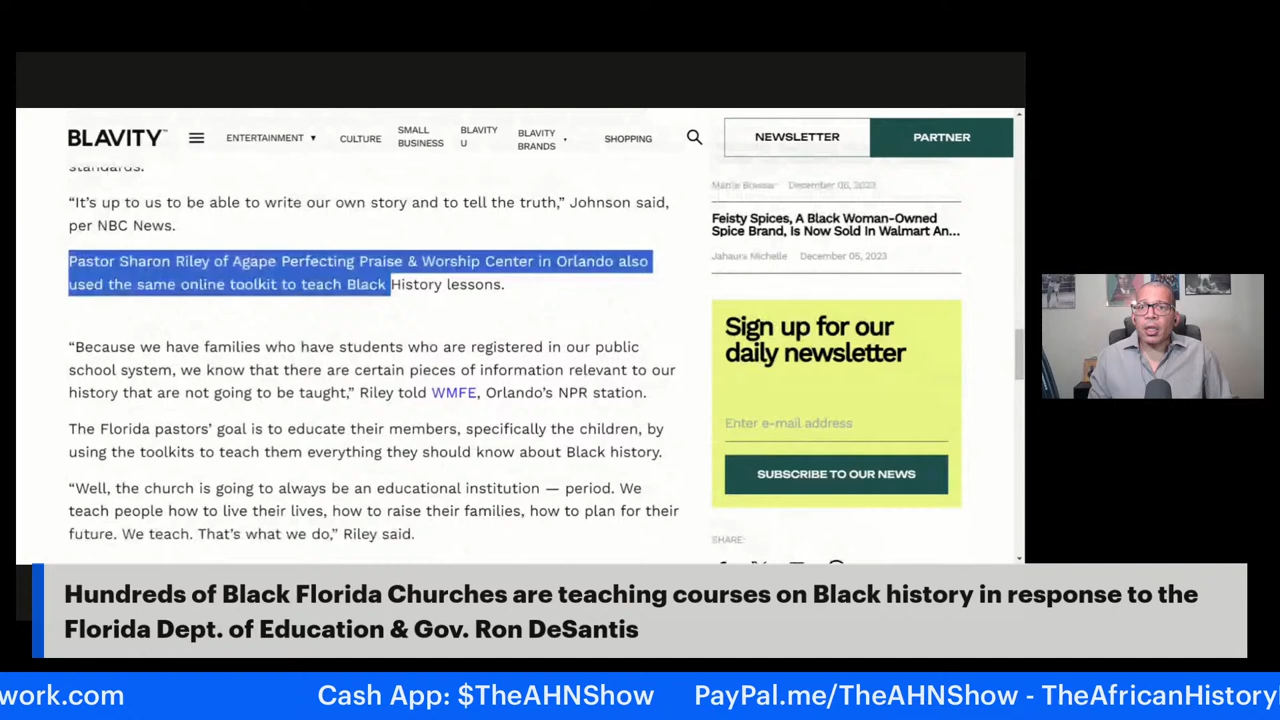 BLAVITY™
ENTERTAINMENT ▼
CULTURE
SMALL
BUSINESS
BLAVITY
U
BLAVITY
BRANDS
SHOPPING
NEWSLETTER
PARTNER
standards.
“It’s up to us to be able to write our own story and to tell the truth,” Johnson said,
per NBC News.
Pastor Sharon Riley of Agape Perfecting Praise & Worship Center in Orlando also
used the same online toolkit to teach Black History lessons.
“Because we have families who have students who are registered in our public
school system, we know that there are certain pieces of information relevant to our
history that are not going to be taught,” Riley told WMFE, Orlando’s NPR station.
The Florida pastors’ goal is to educate their members, specifically the children, by
using the toolkits to teach them everything they should know about Black history.
“Well, the church is going to always be an educational institution — period. We
teach people how to live their lives, how to raise their families, how to plan for their
future. We teach. That’s what we do,” Riley said.
December 06, 2023
Feisty Spices, A Black Woman-Owned
Spice Brand, Is Now Sold In Walmart An...
Jahaura Michelle December 05, 2023
Sign up for our
daily newsletter
Enter e-mail address
SUBSCRIBE TO OUR NEWS
SHARE:
Hundreds of Black Florida Churches are teaching courses on Black history in response to the
Florida Dept. of Education & Gov. Ron DeSantis
work.com Cash App: $TheAHNShow PayPal.me/TheAHNShow - TheAfricanHistory